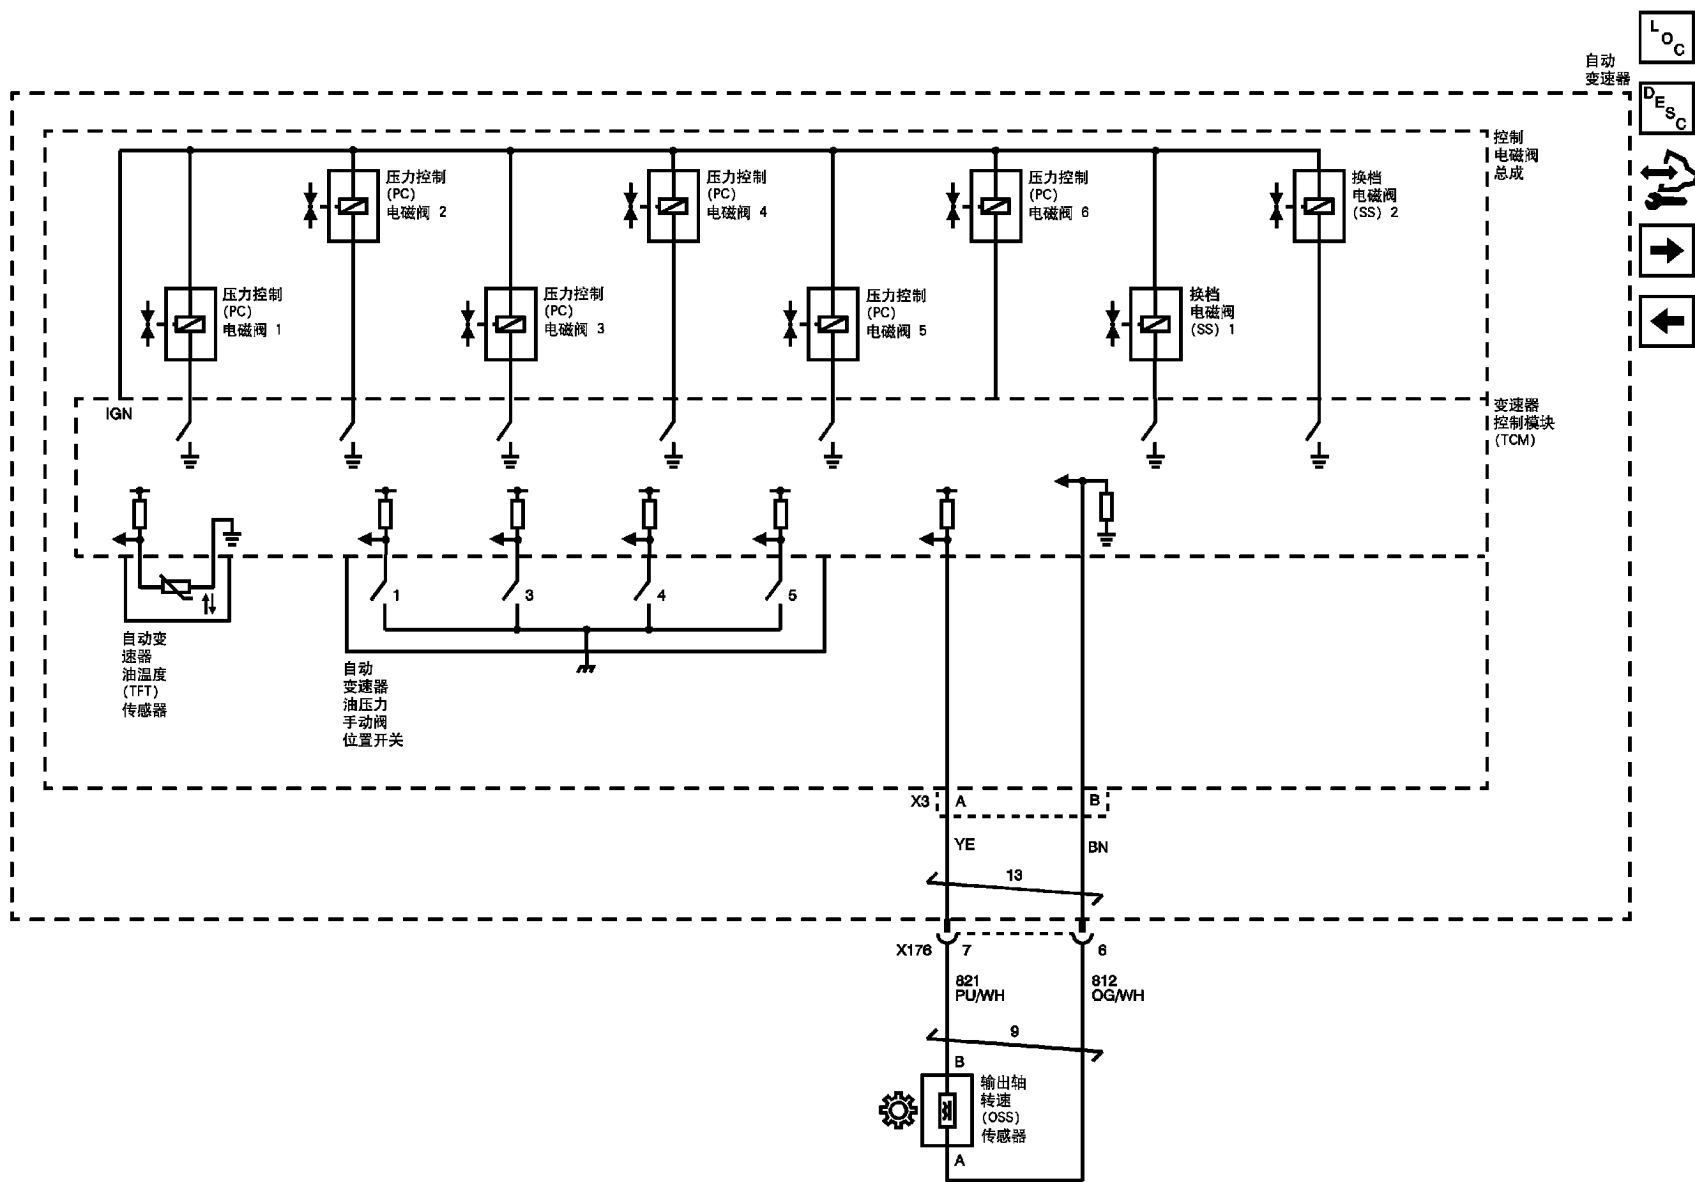 LOC
自动
变速器
DESC
控制
电磁阀
总成
压力控制
(PC)
电磁阀 2
压力控制
(PC)
电磁阀 4
压力控制
(PC)
电磁阀 6
换档
电磁阀
(SS) 2
压力控制
(PC)
电磁阀 1
压力控制
(PC)
电磁阀 3
压力控制
(PC)
电磁阀 5
换档
电磁阀
(SS) 1
IGN
变速器
控制模块
(TCM)
1
3
4
5
自动变
速器
油温度
(TFT)
传感器
自动
变速器
油压力
手动阀
位置开关
X3
A
B
YE
BN
13
X176
7
6
821
PU/WH
812
OG/WH
9
B
输出轴
转速
(OSS)
传感器
A